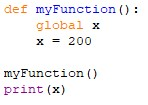 def myFunction():
    global x
    x = 200
myFunction()
print(x)